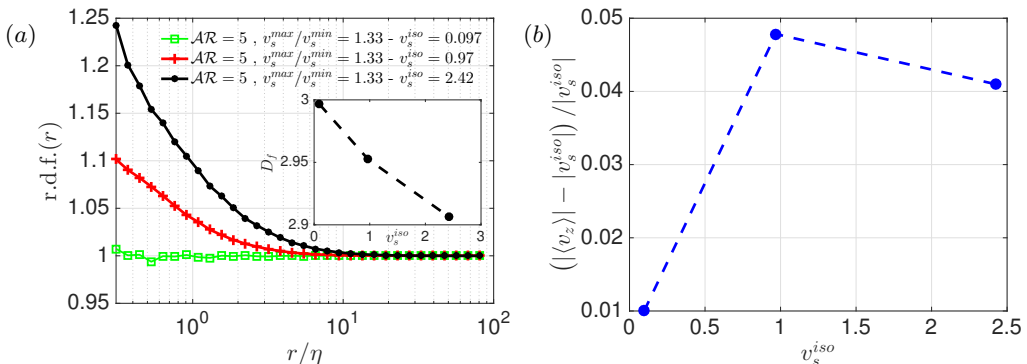 (a)
1.25
1.2
1.15
1.1
1.05
1
0.95
r.d.f.(r)
10^0
10^1
10^2
r/η
𝒜ℛ = 5 , v_s^{max}/v_s^{min} = 1.33 - v_s^{iso} = 0.097
𝒜ℛ = 5 , v_s^{max}/v_s^{min} = 1.33 - v_s^{iso} = 0.97
𝒜ℛ = 5 , v_s^{max}/v_s^{min} = 1.33 - v_s^{iso} = 2.42
3
2.95
2.9
D_f
0
1
2
3
v_s^{iso}
(b)
0.05
0.04
0.03
0.02
0.01
(|⟨v_z⟩| − |v_s^{iso}|) / |v_s^{iso}|
0
0.5
1
1.5
2
2.5
v_s^{iso}